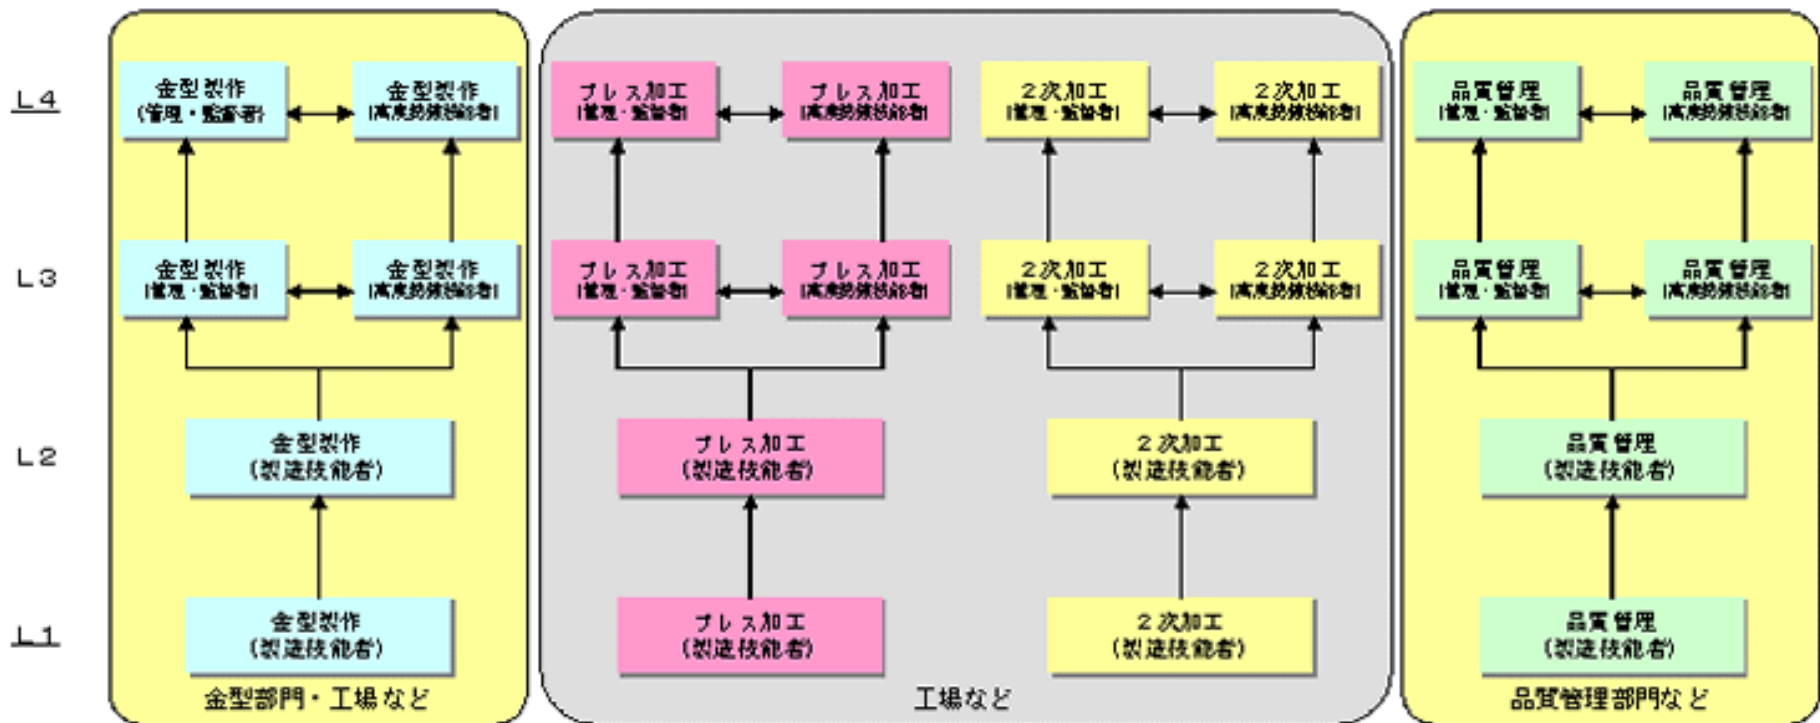 L4
金型製作
(管理・監督者)
金型製作
(高度熟練技能者)
プレス加工
(管理・監督者)
プレス加工
(高度熟練技能者)
2次加工
(管理・監督者)
2次加工
(高度熟練技能者)
品質管理
(管理・監督者)
品質管理
(高度熟練技能者)
L3
金型製作
(管理・監督者)
金型製作
(高度熟練技能者)
プレス加工
(管理・監督者)
プレス加工
(高度熟練技能者)
2次加工
(管理・監督者)
2次加工
(高度熟練技能者)
品質管理
(管理・監督者)
品質管理
(高度熟練技能者)
L2
金型製作
(製造技能者)
プレス加工
(製造技能者)
2次加工
(製造技能者)
品質管理
(製造技能者)
L1
金型製作
(製造技能者)
プレス加工
(製造技能者)
2次加工
(製造技能者)
品質管理
(製造技能者)
金型部門・工場など
工場など
品質管理部門など